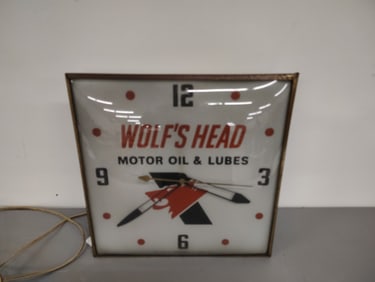 12
WOLF'S HEAD
MOTOR OIL & LUBES
9 3
6